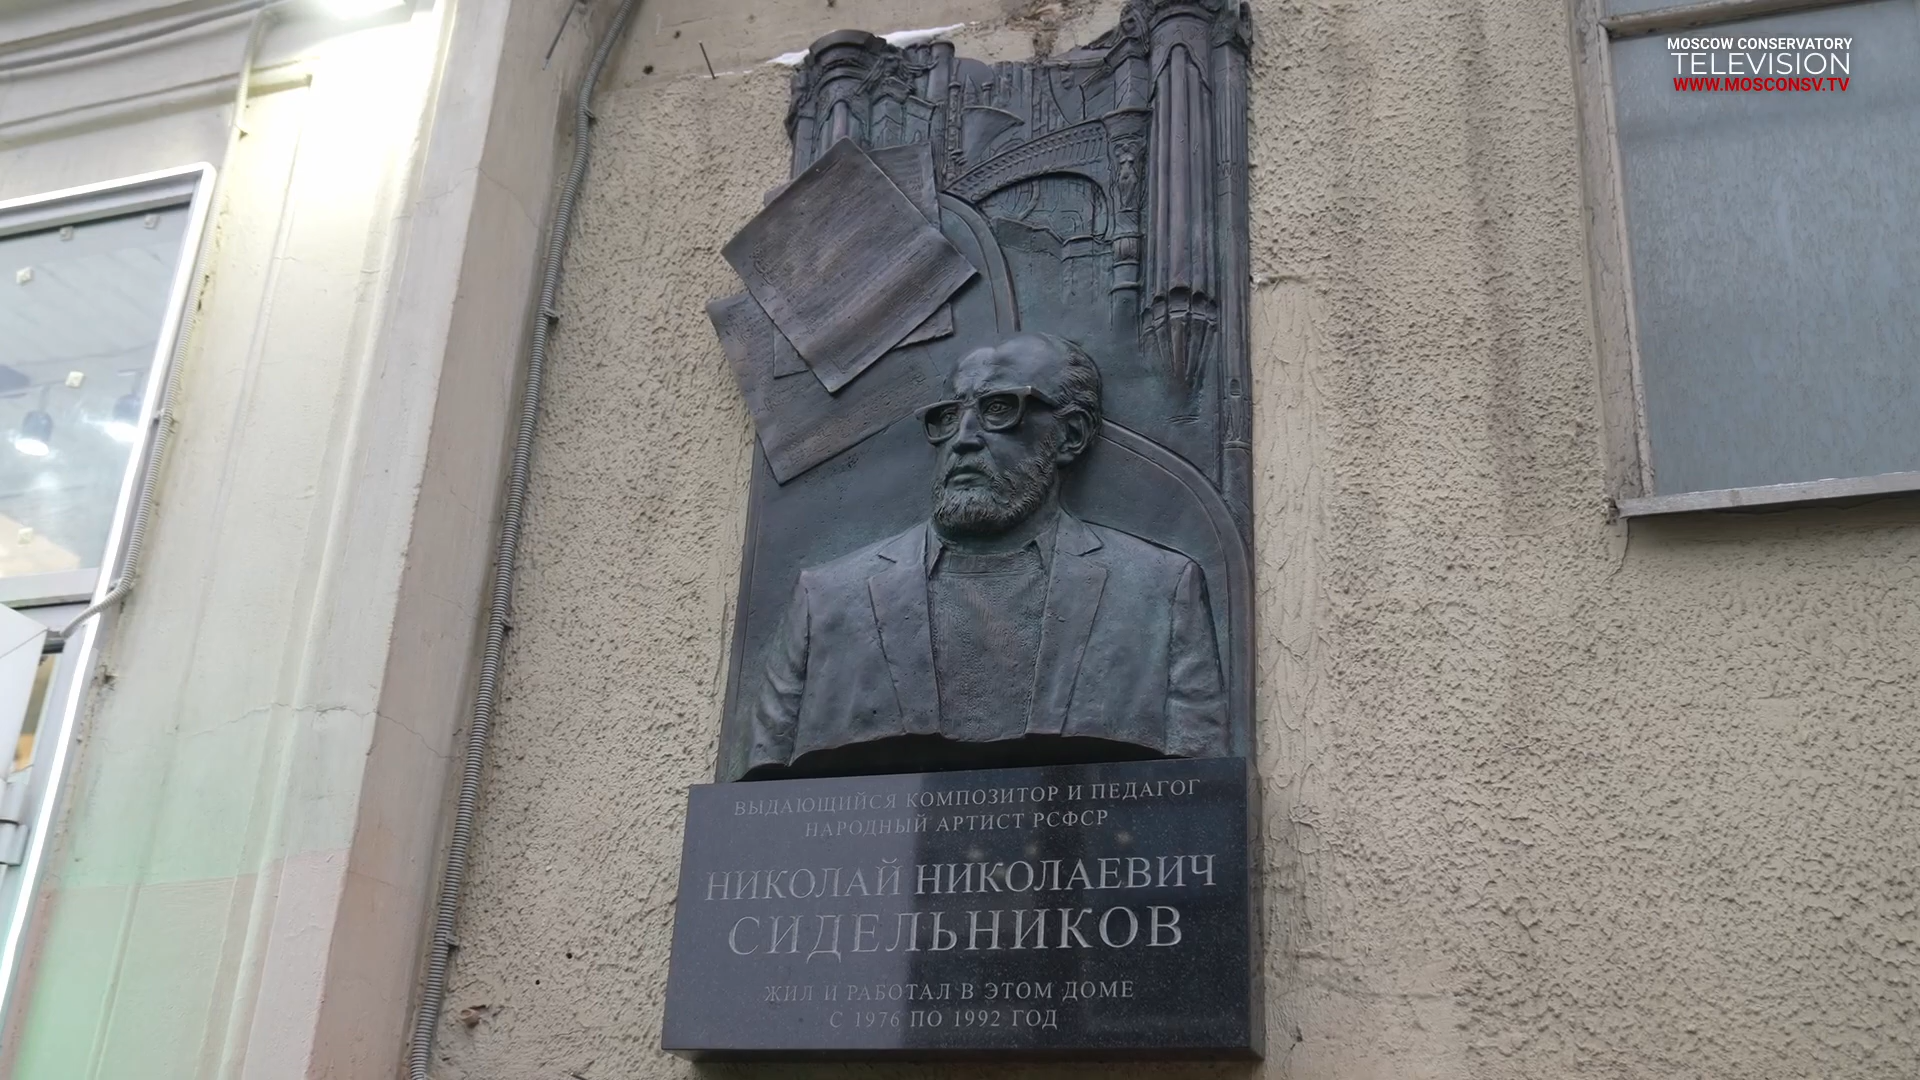 MOSCOW CONSERVATORY
TELEVISION
WWW.MOSCONSV.TV
ВЫДАЮЩИЙСЯ КОМПОЗИТОР И ПЕДАГОГ
НАРОДНЫЙ АРТИСТ РСФСР
НИКОЛАЙ НИКОЛАЕВИЧ
СИДЕЛЬНИКОВ
ЖИЛ И РАБОТАЛ В ЭТОМ ДОМЕ
С 1976 ПО 1992 ГОД